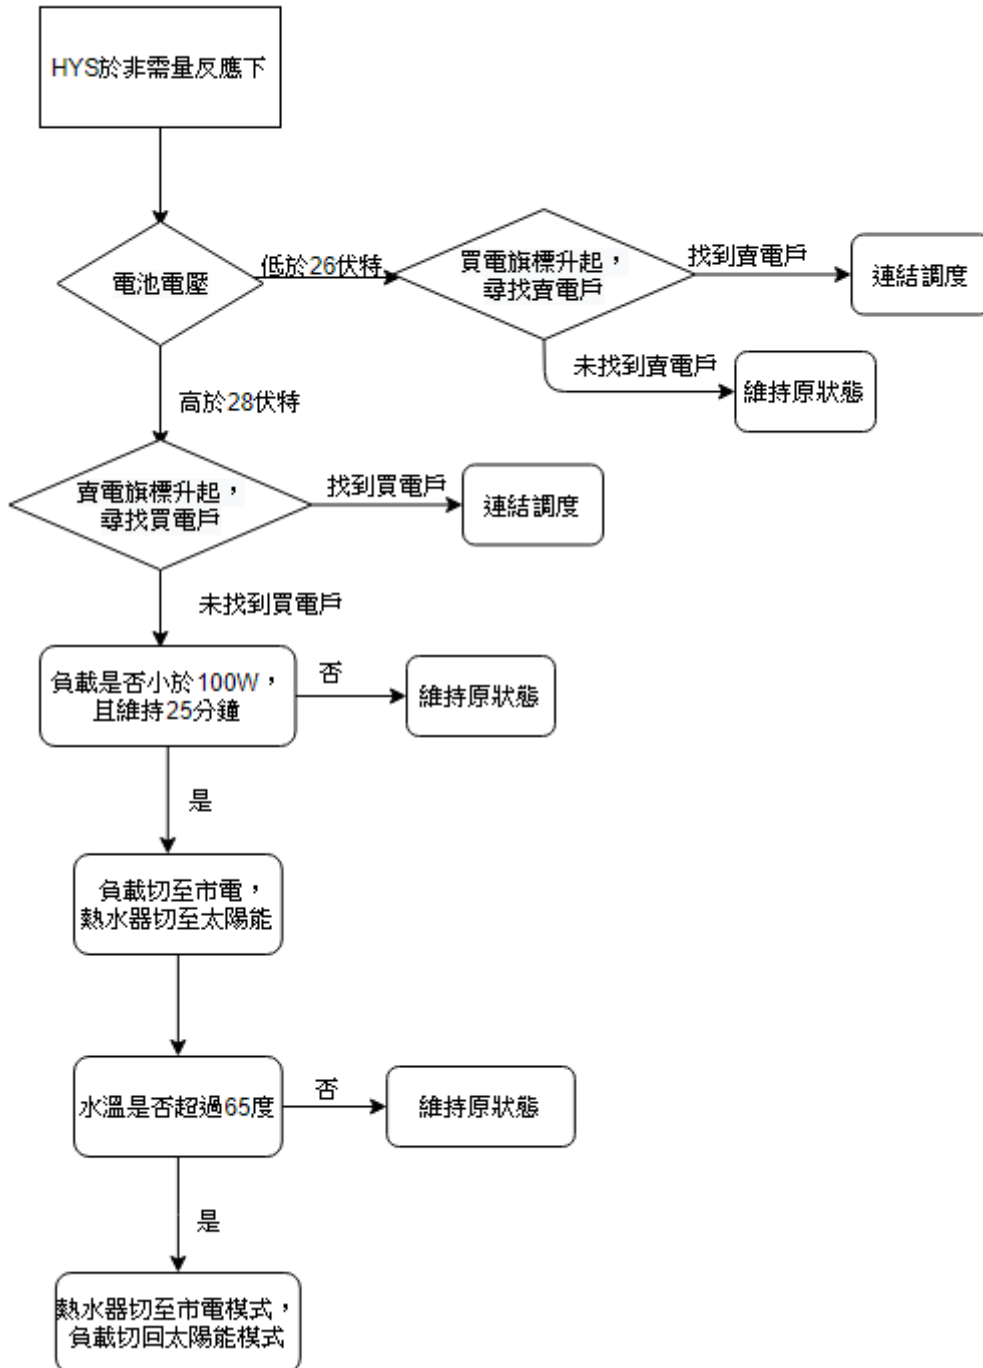 HYS於非需量反應下
電池電壓
低於26伏特
買電旗標升起，
尋找賣電戶
找到賣電戶
連結調度
未找到賣電戶
維持原狀態
高於28伏特
賣電旗標升起，
尋找買電戶
找到買電戶
連結調度
未找到買電戶
負載是否小於100W，
且維持25分鐘
否
維持原狀態
是
負載切至市電，
熱水器切至太陽能
水溫是否超過65度
否
維持原狀態
是
熱水器切至市電模式，
負載切回太陽能模式